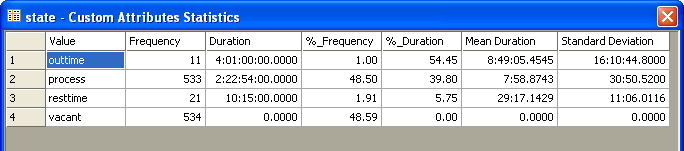 state - Custom Attributes Statistics
Value Frequency Duration %_Frequency %_Duration Mean Duration Standard Deviation
1 outtime 11 4:01:00:00.0000 1.00 54.45 8:49:05.4545 16:10:44.8000
2 process 533 2:22:54:00.0000 48.50 39.80 7:58.8743 30:50.5200
3 resttime 21 10:15:00.0000 1.91 5.75 29:17.1429 11:06.0116
4 vacant 534 0.0000 48.59 0.00 0.0000 0.0000